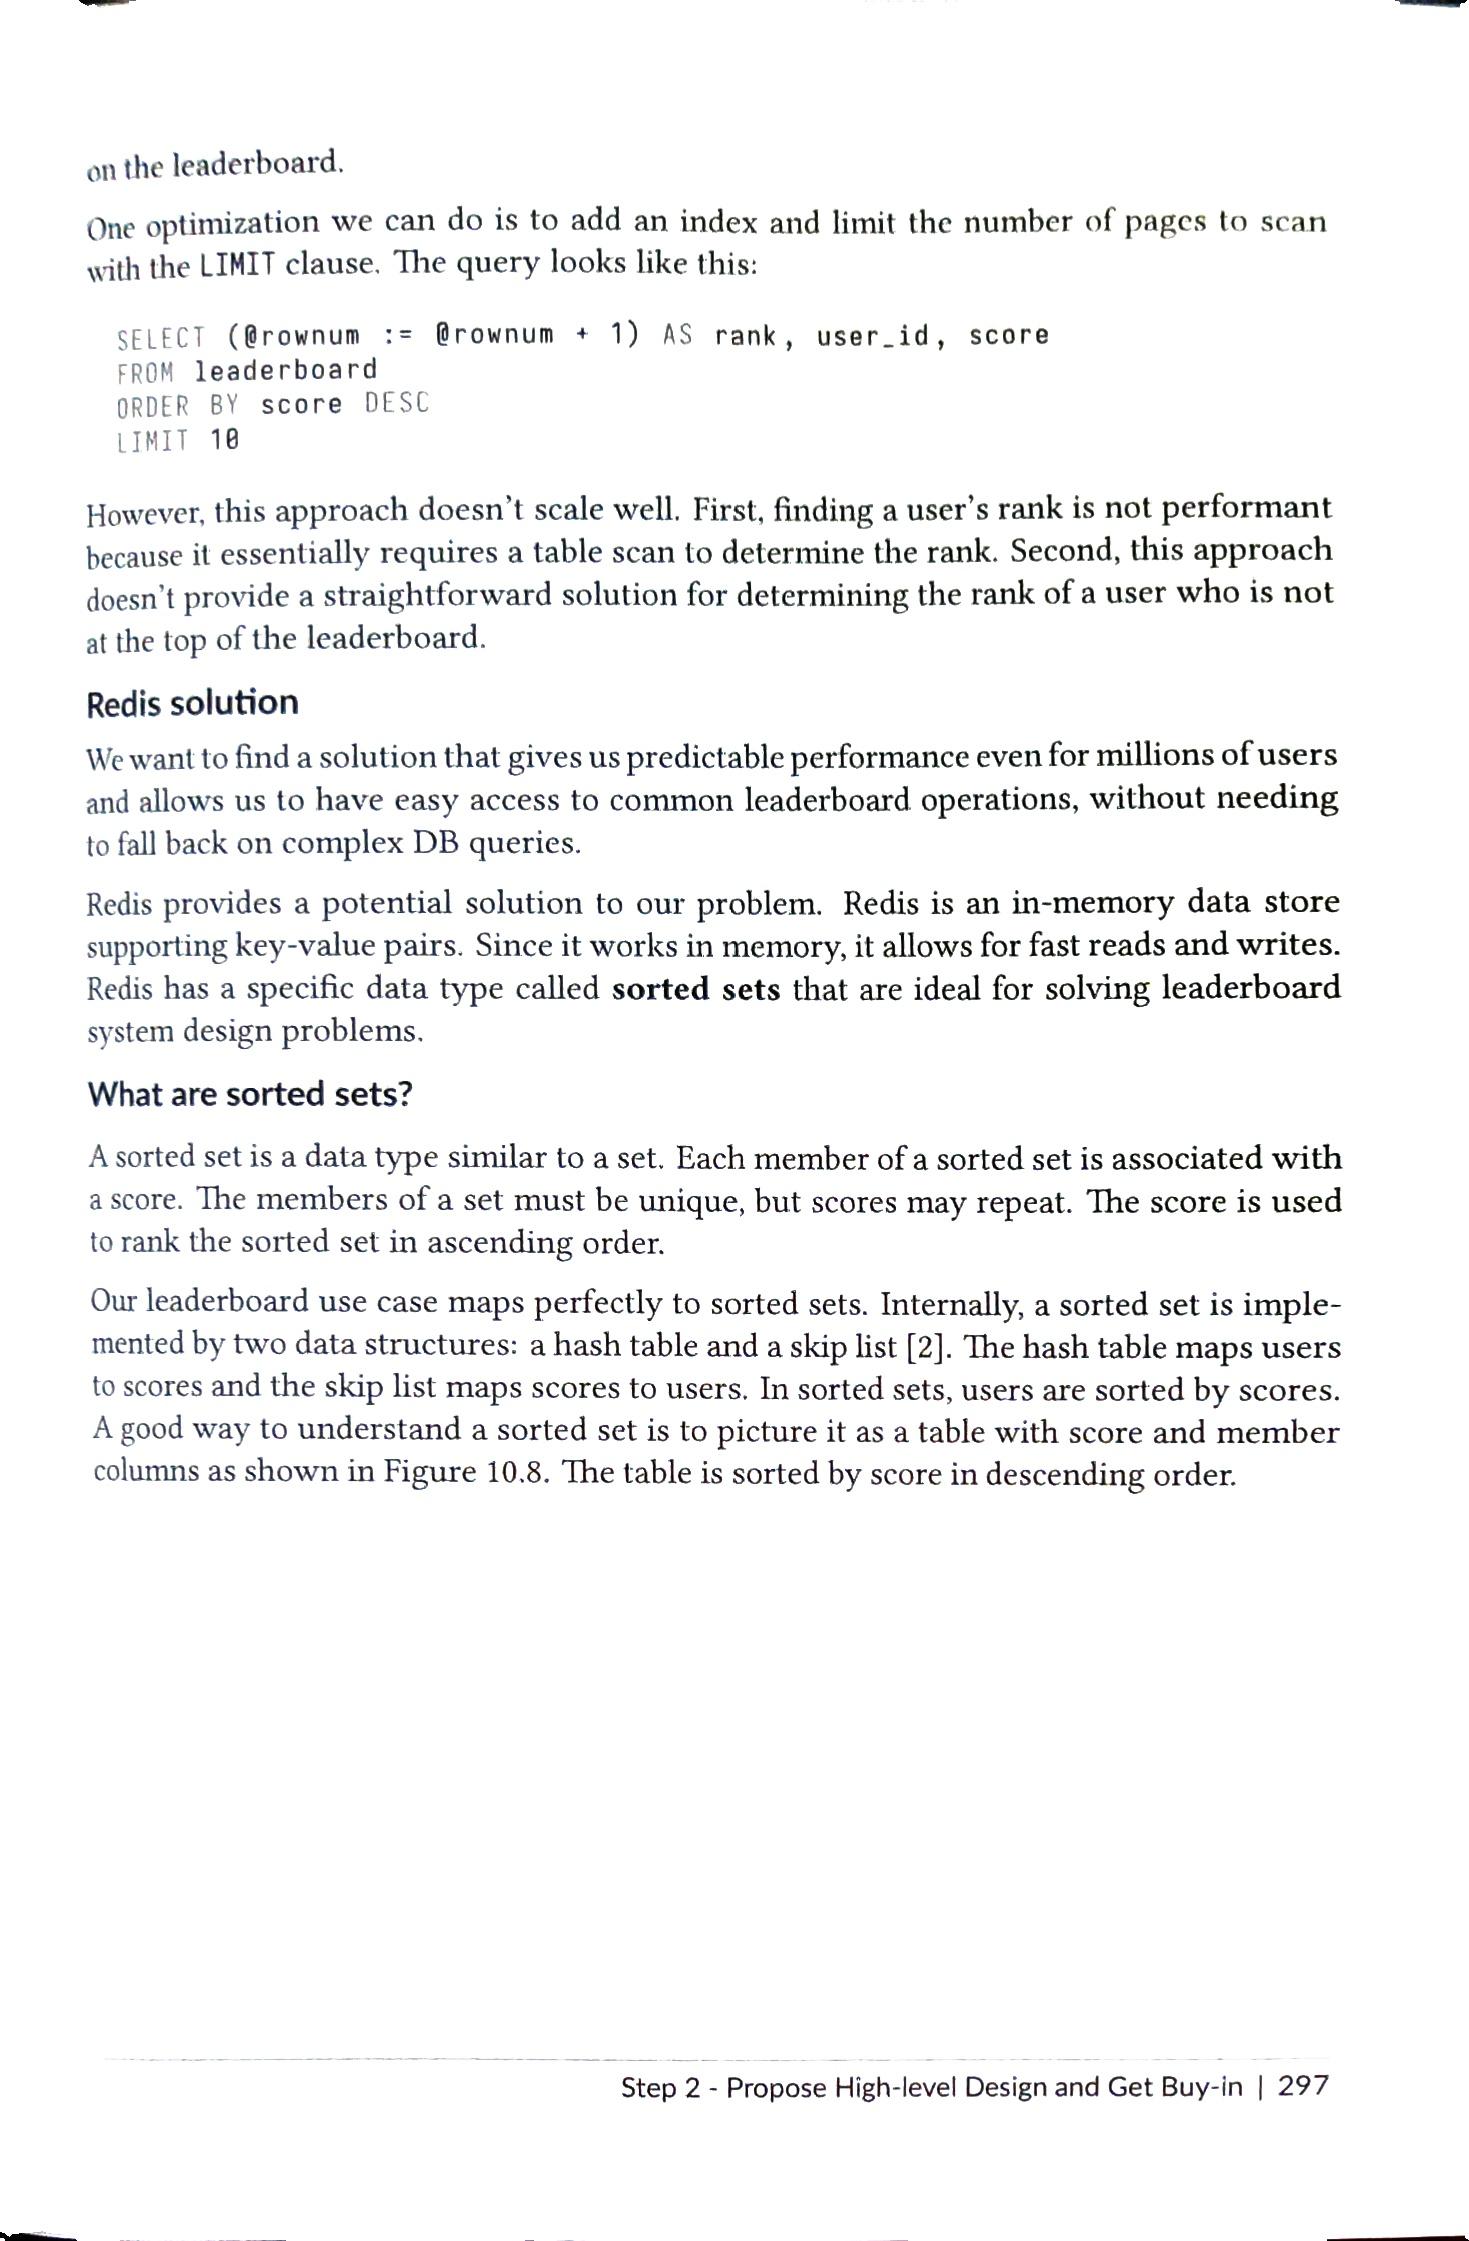 on the leaderboard.
One optimization we can do is to add an index and limit the number of pages to scan
with the LIMIT clause. The query looks like this:
SELECT (@rownum := @rownum + 1) AS rank, user_id, score
FROM leaderboard
ORDER BY score DESC
LIMIT 10
However, this approach doesn't scale well. First, finding a user's rank is not performant
because it essentially requires a table scan to determine the rank. Second, this approach
doesn't provide a straightforward solution for determining the rank of a user who is not
at the top of the leaderboard.
Redis solution
We want to find a solution that gives us predictable performance even for millions of users
and allows us to have easy access to common leaderboard operations, without needing
to fall back on complex DB queries.
Redis provides a potential solution to our problem. Redis is an in-memory data store
supporting key-value pairs. Since it works in memory, it allows for fast reads and writes.
Redis has a specific data type called sorted sets that are ideal for solving leaderboard
system design problems.
What are sorted sets?
A sorted set is a data type similar to a set. Each member of a sorted set is associated with
a score. The members of a set must be unique, but scores may repeat. The score is used
to rank the sorted set in ascending order.
Our leaderboard use case maps perfectly to sorted sets. Internally, a sorted set is imple-
mented by two data structures: a hash table and a skip list [2]. The hash table maps users
to scores and the skip list maps scores to users. In sorted sets, users are sorted by scores.
A good way to understand a sorted set is to picture it as a table with score and member
columns as shown in Figure 10.8. The table is sorted by score in descending order.
Step 2 - Propose High-level Design and Get Buy-in | 297